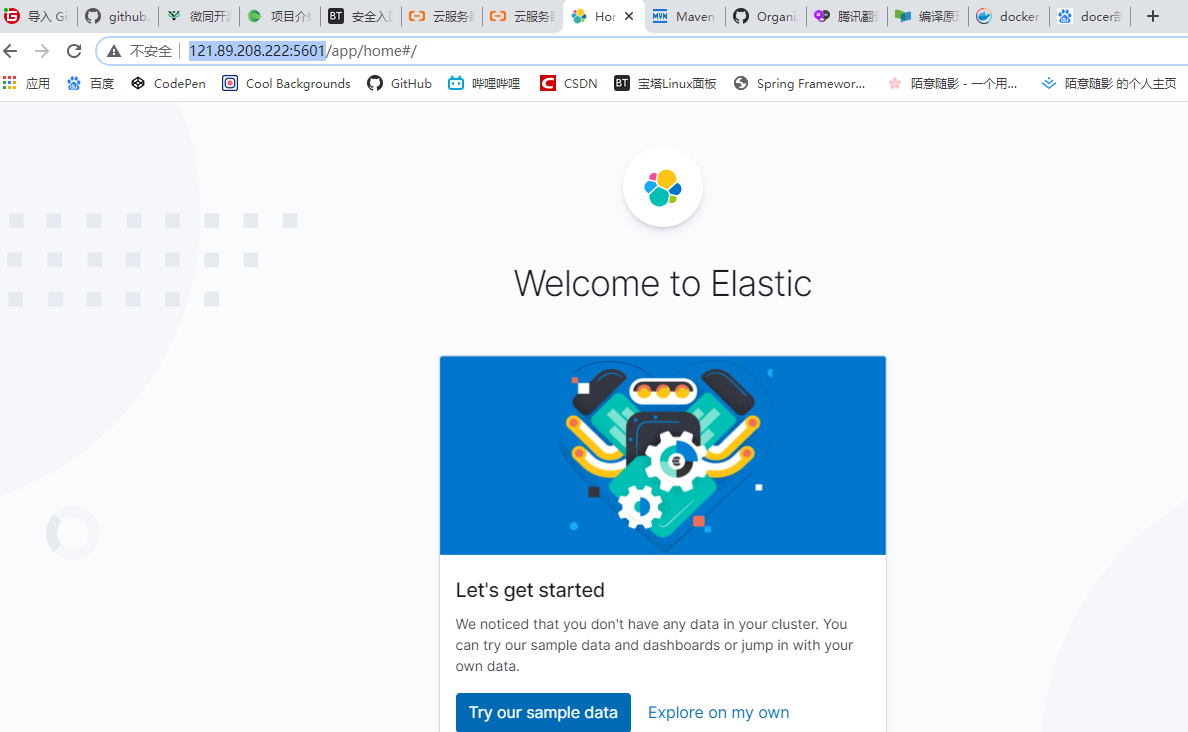 导入 Gi github. 微同开 项目介 安全入 云服务 云服务 Hor Maven Organi 腾讯翻 编译原 docker docer
不安全 121.89.208.222:5601/app/home#/
应用 百度 CodePen Cool Backgrounds GitHub 哔哩哔哩 CSDN 宝塔Linux面板 Spring Framewor... 陌意随影 - 一个用... 陌意随影 的个人主页
Welcome to Elastic
Let's get started
We noticed that you don't have any data in your cluster. You
can try our sample data and dashboards or jump in with your
own data.
Try our sample data Explore on my own